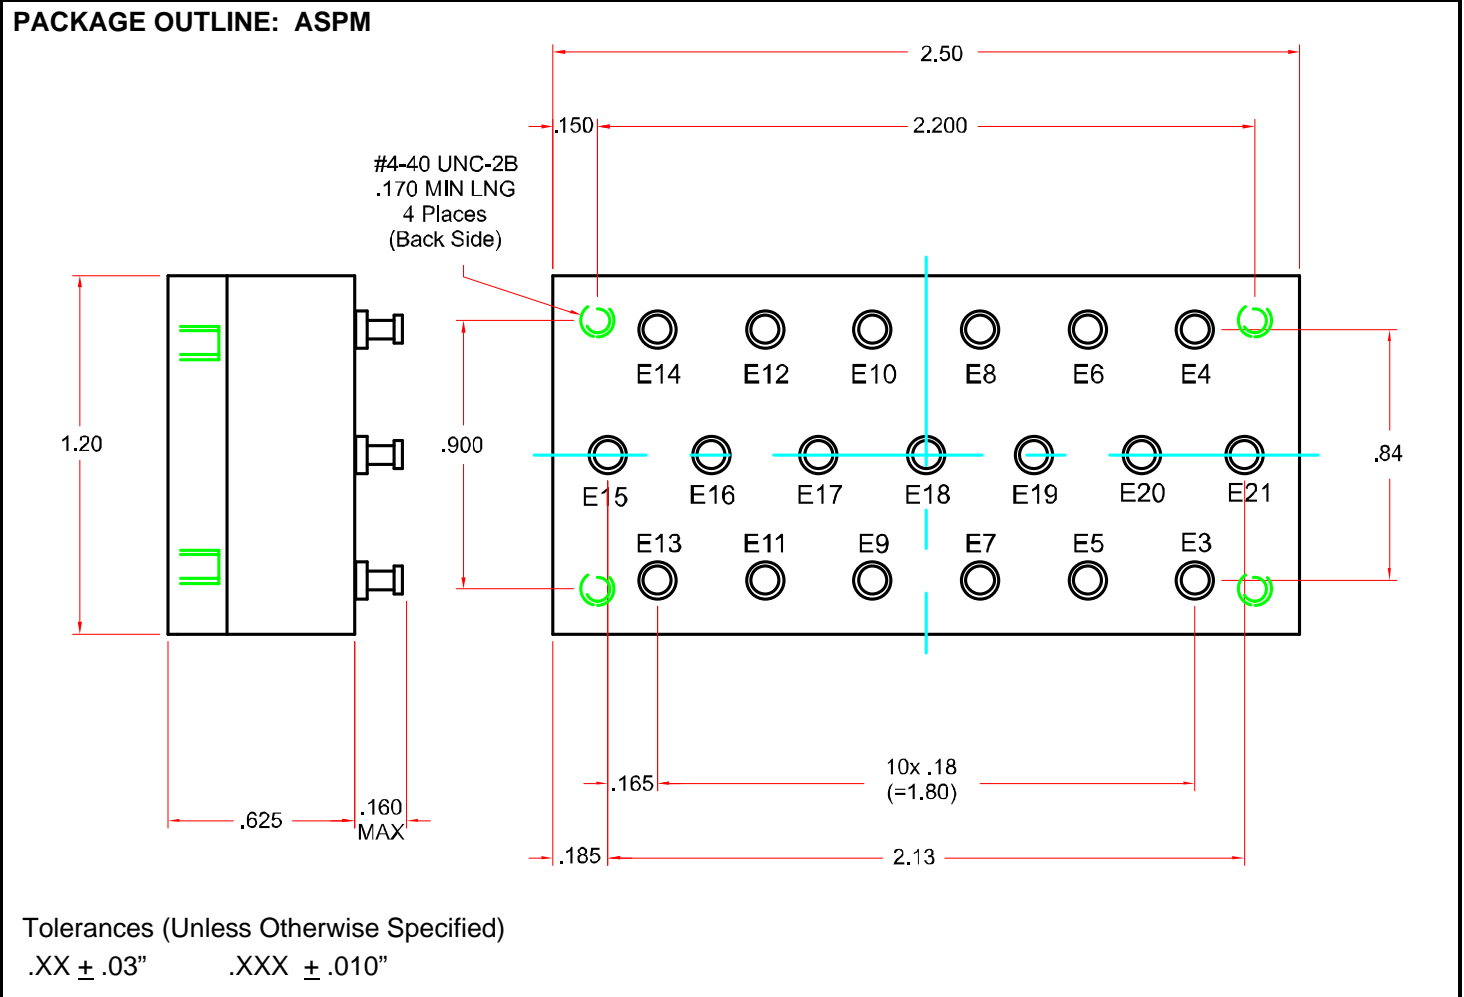 PACKAGE OUTLINE: ASPM
2.50
.150
2.200
#4-40 UNC-2B
.170 MIN LNG
4 Places
(Back Side)
E14 E12 E10 E8 E6 E4
1.20
.900
.84
E15 E16 E17 E18 E19 E20 E21
E13 E11 E9 E7 E5 E3
.165
10x .18
(=1.80)
.625
.160
MAX
.185
2.13
Tolerances (Unless Otherwise Specified)
.XX ± .03” .XXX ± .010”